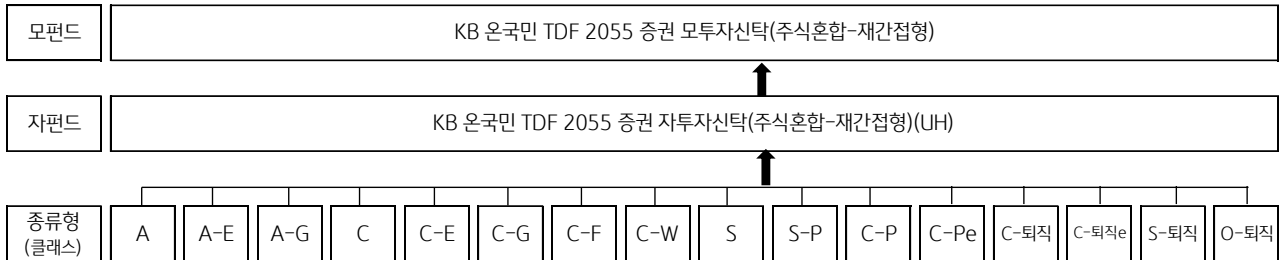 모펀드
KB 온국민 TDF 2055 증권 모투자신탁(주식혼합-재간접형)
자펀드
KB 온국민 TDF 2055 증권 자투자신탁(주식혼합-재간접형)(UH)
종류형
(클래스)
A
A-E
A-G
C
C-E
C-G
C-F
C-W
S
S-P
C-P
C-Pe
C-퇴직
C-퇴직e
S-퇴직
O-퇴직